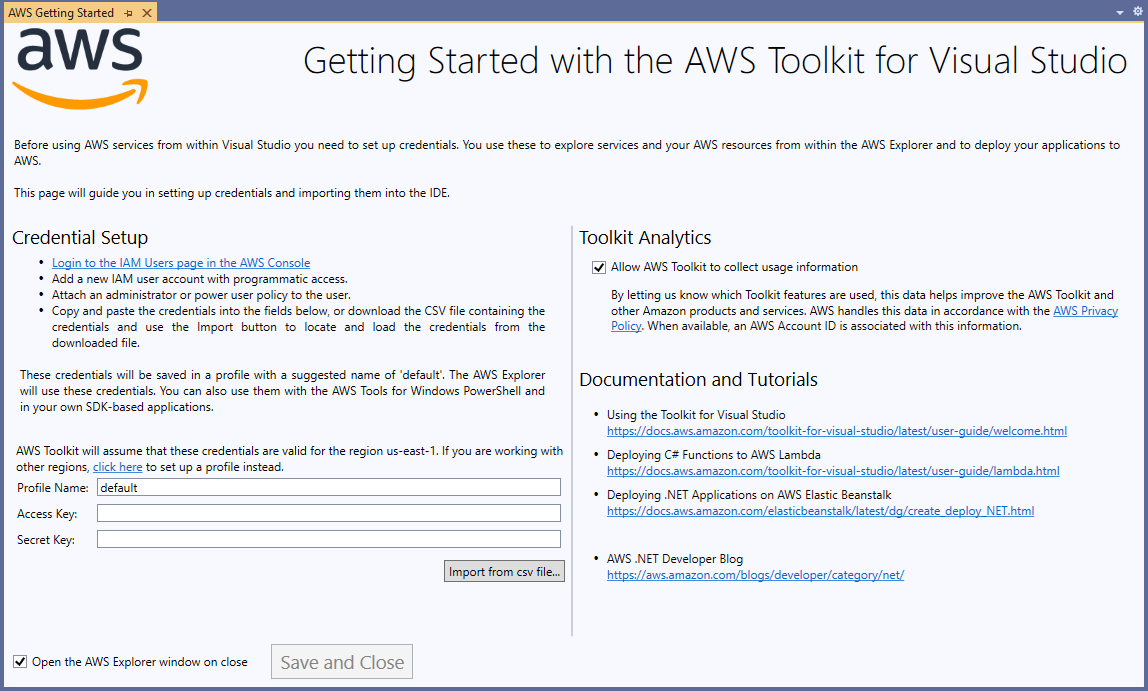 AWS Getting Started
aws
Getting Started with the AWS Toolkit for Visual Studio
Before using AWS services from within Visual Studio you need to set up credentials. You use these to explore services and your AWS resources from within the AWS Explorer and to deploy your applications to
AWS.
This page will guide you in setting up credentials and importing them into the IDE.
Credential Setup
• Login to the IAM Users page in the AWS Console
• Add a new IAM user account with programmatic access.
• Attach an administrator or power user policy to the user.
• Copy and paste the credentials into the fields below, or download the CSV file containing the
credentials and use the Import button to locate and load the credentials from the
downloaded file.
These credentials will be saved in a profile with a suggested name of 'default'. The AWS Explorer
will use these credentials. You can also use them with the AWS Tools for Windows PowerShell and
in your own SDK-based applications.
AWS Toolkit will assume that these credentials are valid for the region us-east-1. If you are working with
other regions, click here to set up a profile instead.
Profile Name: default
Access Key:
Secret Key:
Import from csv file...
Toolkit Analytics
Allow AWS Toolkit to collect usage information
By letting us know which Toolkit features are used, this data helps improve the AWS Toolkit and
other Amazon products and services. AWS handles this data in accordance with the AWS Privacy
Policy. When available, an AWS Account ID is associated with this information.
Documentation and Tutorials
• Using the Toolkit for Visual Studio
https://docs.aws.amazon.com/toolkit-for-visual-studio/latest/user-guide/welcome.html
• Deploying C# Functions to AWS Lambda
https://docs.aws.amazon.com/toolkit-for-visual-studio/latest/user-guide/lambda.html
• Deploying .NET Applications on AWS Elastic Beanstalk
https://docs.aws.amazon.com/elasticbeanstalk/latest/dg/create_deploy_NET.html
• AWS .NET Developer Blog
https://aws.amazon.com/blogs/developer/category/net/
Open the AWS Explorer window on close
Save and Close